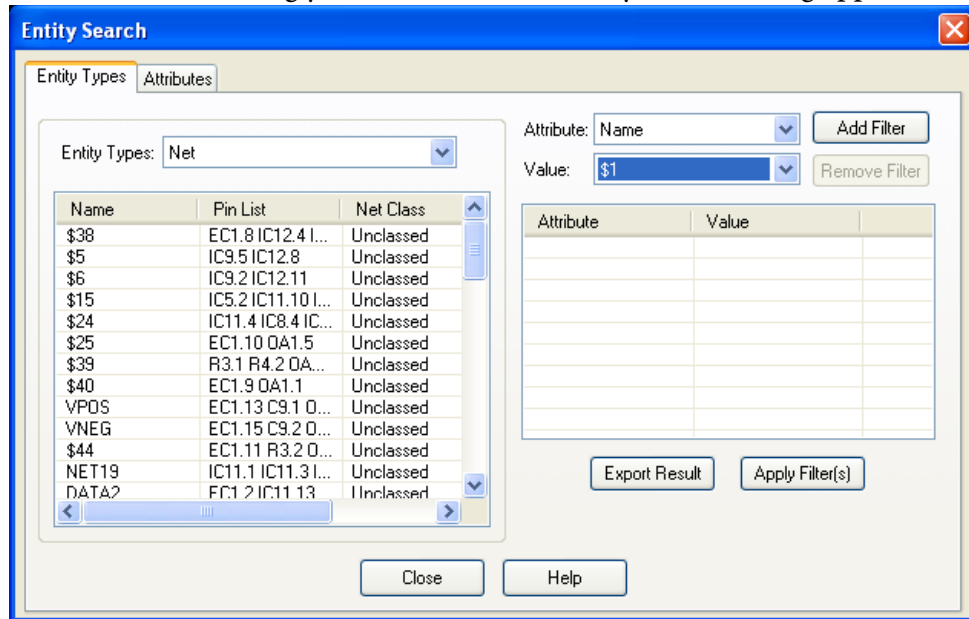 Entity Search
Entity Types Attributes
Entity Types: Net
Name Pin List Net Class
$38 EC1.8 IC12.4 I... Unclassed
$5 IC9.5 IC12.8 Unclassed
$6 IC9.2 IC12.11 Unclassed
$15 IC5.2 IC11.10 I... Unclassed
$24 IC11.4 IC8.4 IC... Unclassed
$25 EC1.10 OA1.5 Unclassed
$39 R3.1 R4.2 OA... Unclassed
$40 EC1.9 OA1.1 Unclassed
VPOS EC1.13 C9.1 O... Unclassed
VNEG EC1.15 C9.2 O... Unclassed
$44 EC1.11 R3.2 O... Unclassed
NET19 IC11.1 IC11.3 I... Unclassed
DATA2 EC1.2 IC11.13 Unclassed
Attribute: Name Add Filter
Value: $1 Remove Filter
Attribute Value
Export Result Apply Filter(s)
Close Help